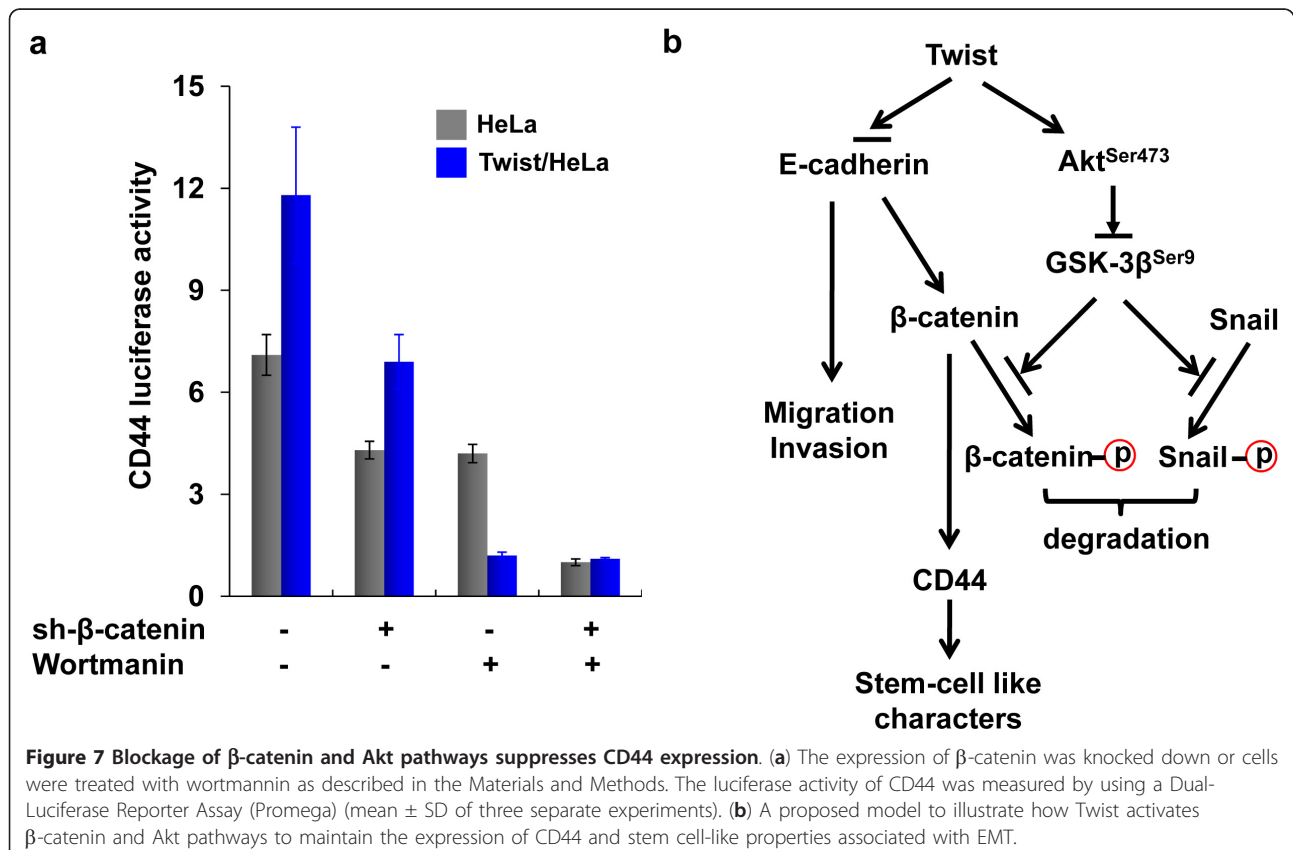 a
15
12
9
6
3
0
CD44 luciferase activity
HeLa
Twist/HeLa
sh-β-catenin - + - +
Wortmanin - - + +
b
Twist
E-cadherin
Akt^Ser473
GSK-3β^Ser9
β-catenin
Snail
Migration
Invasion
β-catenin-p
Snail-p
degradation
CD44
Stem-cell like
characters
Figure 7 Blockage of β-catenin and Akt pathways suppresses CD44 expression. (a) The expression of β-catenin was knocked down or cells
were treated with wortmannin as described in the Materials and Methods. The luciferase activity of CD44 was measured by using a Dual-
Luciferase Reporter Assay (Promega) (mean ± SD of three separate experiments). (b) A proposed model to illustrate how Twist activates
β-catenin and Akt pathways to maintain the expression of CD44 and stem cell-like properties associated with EMT.